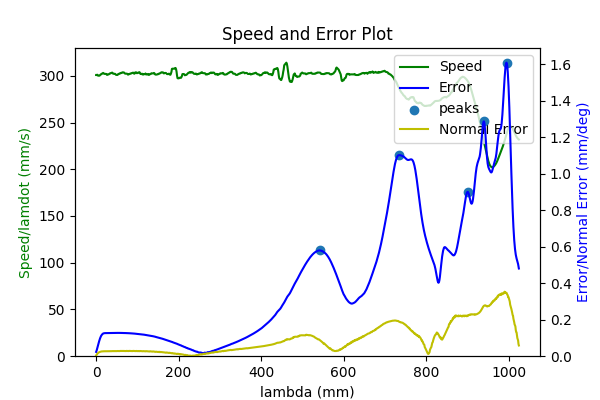 Speed and Error Plot
Speed/lamdot (mm/s)
300
250
200
150
100
50
0
Speed
Error
peaks
Normal Error
1.6
1.4
1.2
1.0
0.8
0.6
0.4
0.2
0.0
Error/Normal Error (mm/deg)
0 200 400 600 800 1000
lambda (mm)